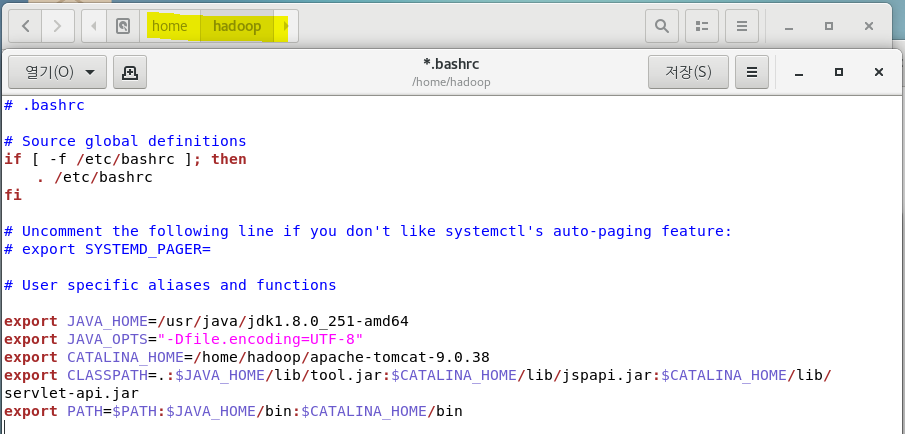 home hadoop
열기(O) *.bashrc 저장(S)
/home/hadoop
# .bashrc
# Source global definitions
if [ -f /etc/bashrc ]; then
. /etc/bashrc
fi
# Uncomment the following line if you don't like systemctl's auto-paging feature:
# export SYSTEMD_PAGER=
# User specific aliases and functions
export JAVA_HOME=/usr/java/jdk1.8.0_251-amd64
export JAVA_OPTS="-Dfile.encoding=UTF-8"
export CATALINA_HOME=/home/hadoop/apache-tomcat-9.0.38
export CLASSPATH=.:$JAVA_HOME/lib/tool.jar:$CATALINA_HOME/lib/jspapi.jar:$CATALINA_HOME/lib/
servlet-api.jar
export PATH=$PATH:$JAVA_HOME/bin:$CATALINA_HOME/bin